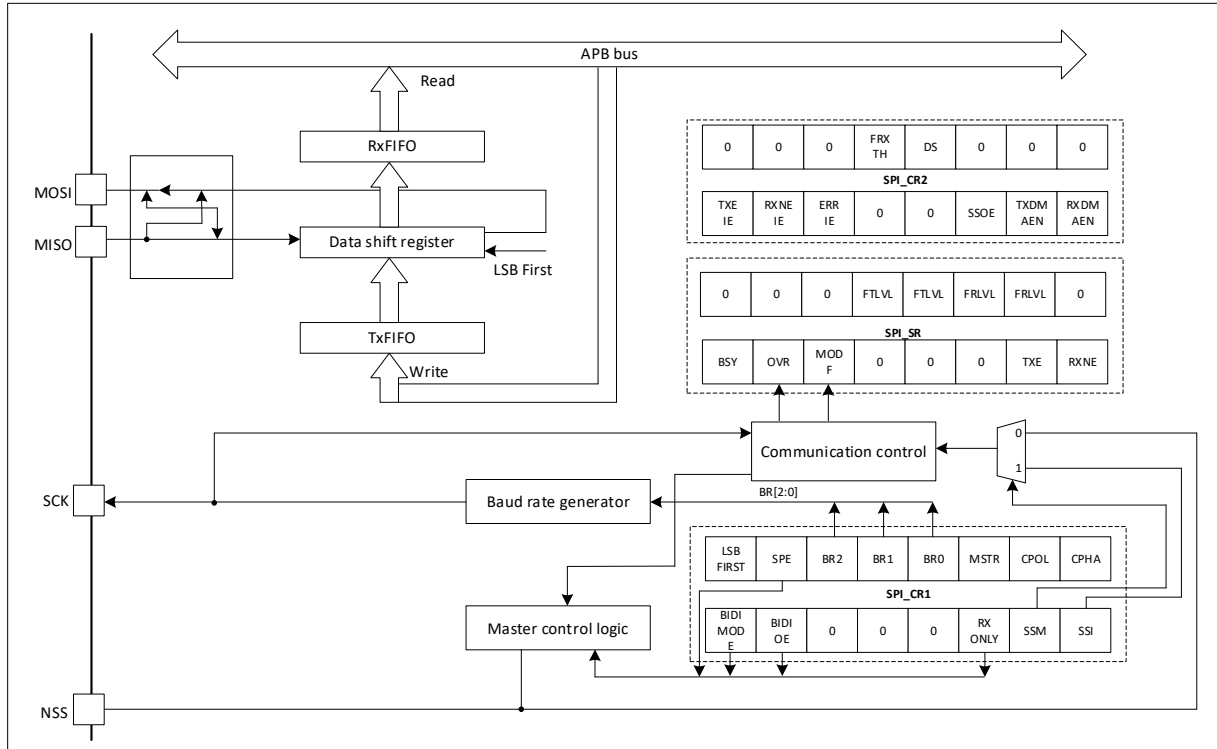 APB bus
Read
RxFIFO
MOSI
MISO
Data shift register
LSB First
TxFIFO
Write
0 0 0 FRX TH DS 0 0 0
SPI_CR2
TXE IE RXNE IE ERR IE 0 0 SSOE TXDM AEN RXDM AEN
0 0 0 FTLVL FTLVL FRLVL FRLVL 0
SPI_SR
BSY OVR MOD F 0 0 0 TXE RXNE
Communication control
0
1
SCK
Baud rate generator
BR[2:0]
LSB FIRST SPE BR2 BR1 BR0 MSTR CPOL CPHA
SPI_CR1
BIDI MOD E BIDI OE 0 0 0 RX ONLY SSM SSI
Master control logic
NSS